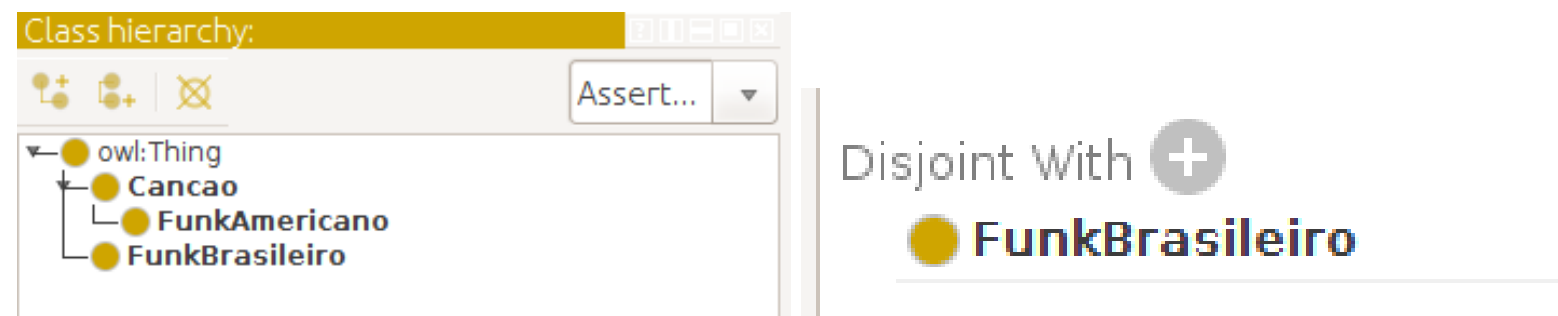 Class hierarchy:
Assert...
owl:Thing
Cancao
FunkAmericano
FunkBrasileiro
Disjoint With
FunkBrasileiro